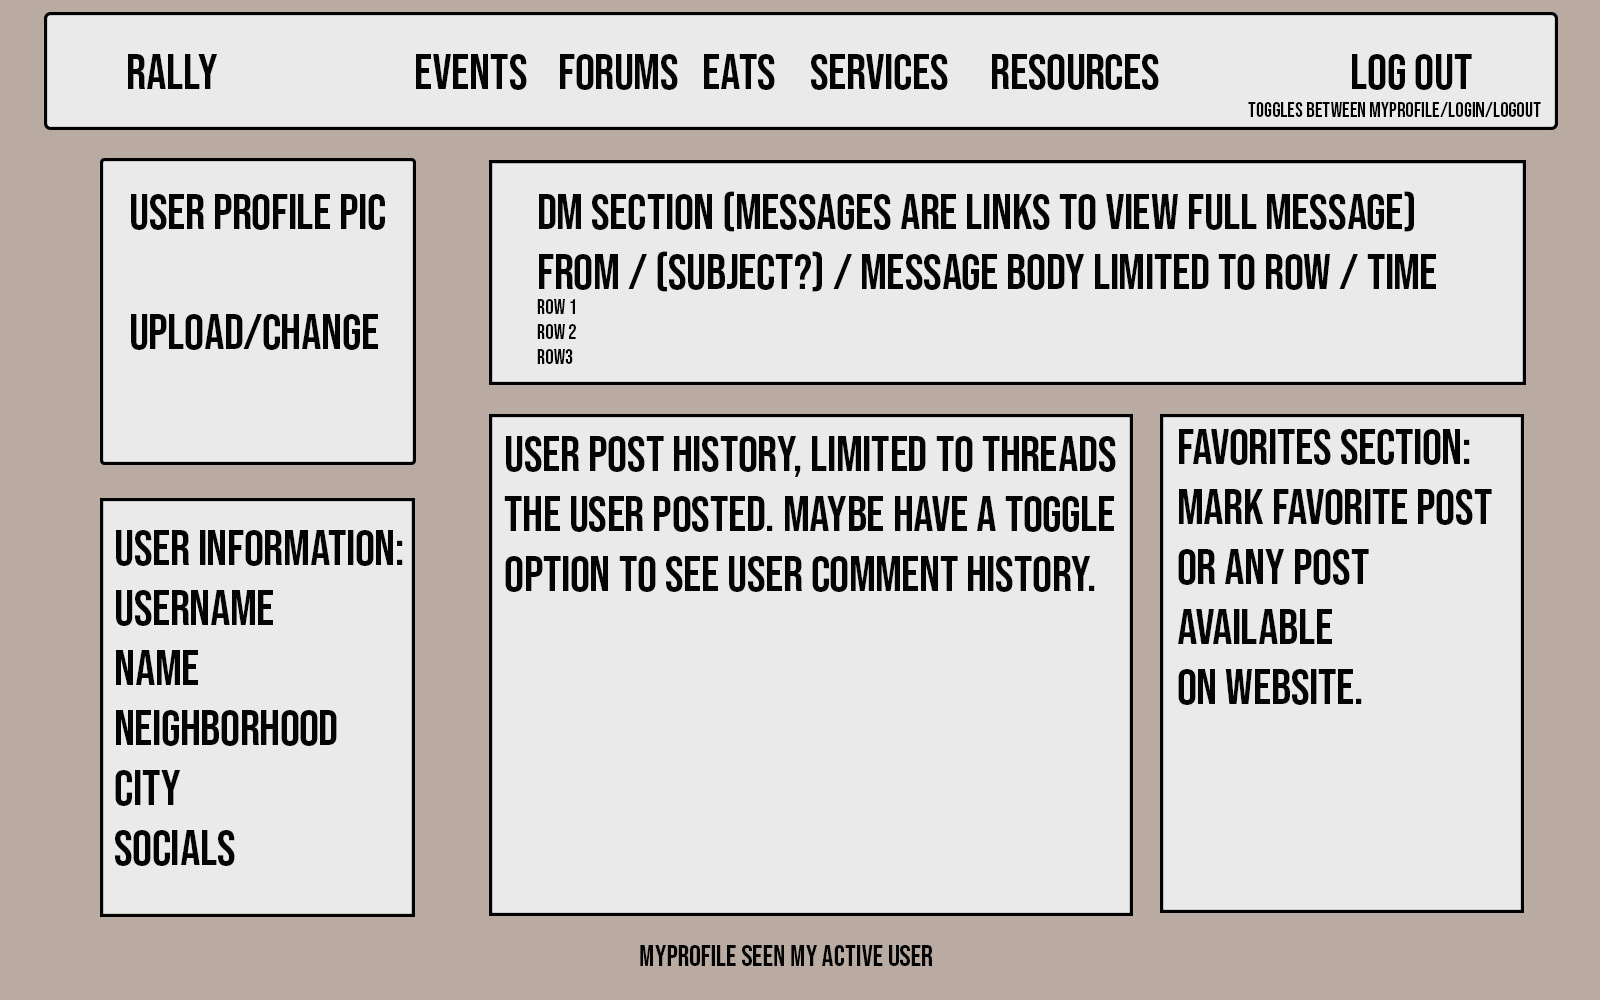 RALLY EVENTS FORUMS EATS SERVICES RESOURCES LOG OUT
TOGGLES BETWEEN MYPROFILE/LOGIN/LOGOUT
USER PROFILE PIC
UPLOAD/CHANGE
DM SECTION (MESSAGES ARE LINKS TO VIEW FULL MESSAGE)
FROM / (SUBJECT?) / MESSAGE BODY LIMITED TO ROW / TIME
ROW 1
ROW 2
ROW3
USER INFORMATION:
USERNAME
NAME
NEIGHBORHOOD
CITY
SOCIALS
USER POST HISTORY, LIMITED TO THREADS
THE USER POSTED. MAYBE HAVE A TOGGLE
OPTION TO SEE USER COMMENT HISTORY.
FAVORITES SECTION:
MARK FAVORITE POST
OR ANY POST
AVAILABLE
ON WEBSITE.
MYPROFILE SEEN MY ACTIVE USER